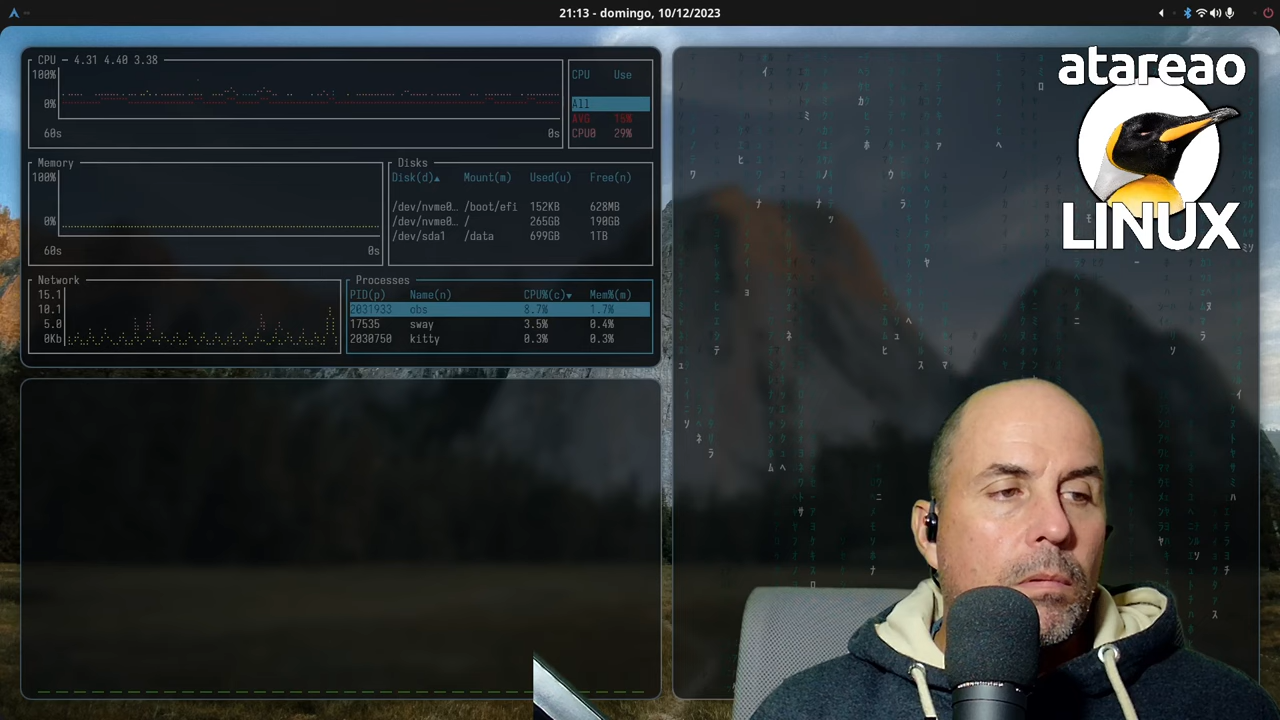 21:13 - domingo, 10/12/2023
CPU - 4.31 4.40 3.38
100%
0%
60s 0s
CPU Use
All
AVG 15%
CPU0 29%
Memory
100%
0%
60s 0s
Disks
Disk(d)▲ Mount(m) Used(u) Free(n)
/dev/nvme0… /boot/efi 152KB 628MB
/dev/nvme0… / 265GB 190GB
/dev/sda1 /data 699GB 1TB
Network
15.1
10.1
5.0
0Kb
Processes
PID(p) Name(n) CPU%(c)▼ Mem%(m)
2031933 obs 8.7% 1.7%
17535 sway 3.5% 0.4%
2030750 kitty 0.3% 0.3%
atareao
LINUX